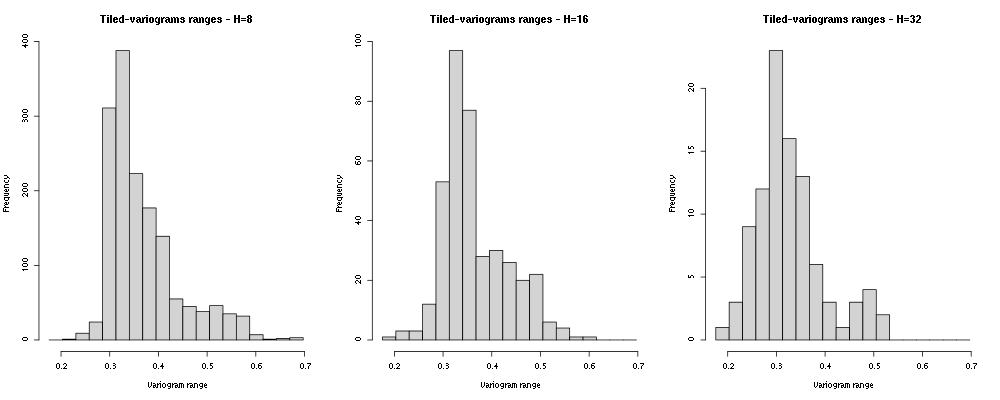 Tiled-variograms ranges - H=8
Frequency
400
300
200
100
0
0.2 0.3 0.4 0.5 0.6 0.7
Variogram range
Tiled-variograms ranges - H=16
Frequency
100
80
60
40
20
0
0.2 0.3 0.4 0.5 0.6 0.7
Variogram range
Tiled-variograms ranges - H=32
Frequency
20
15
10
5
0
0.2 0.3 0.4 0.5 0.6 0.7
Variogram range